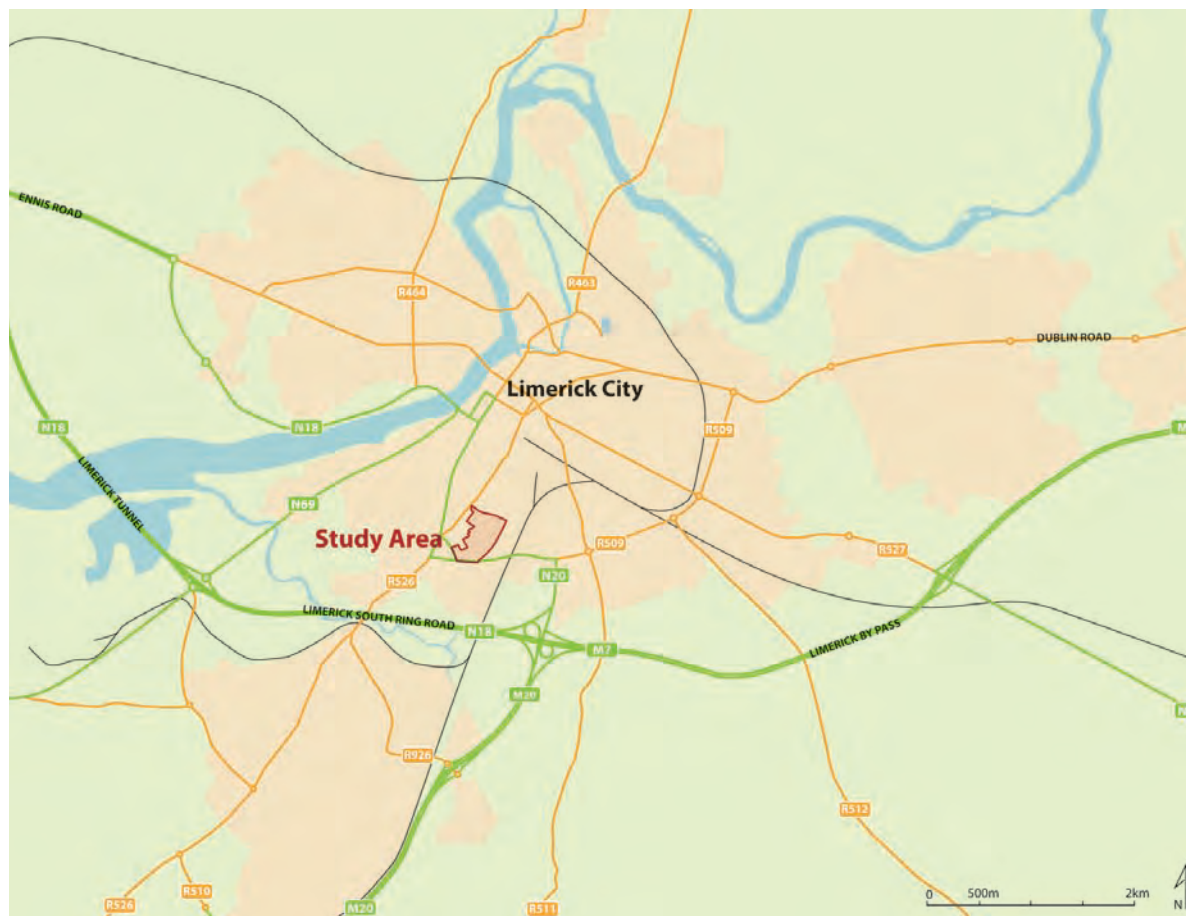 ENNIS ROAD
R464
R463
DUBLIN ROAD
Limerick City
N18
N18
R509
M
LIMERICK TUNNEL
N69
Study Area
R509
R527
R526
N20
LIMERICK SOUTH RING ROAD
N18
M7
LIMERICK BY PASS
M20
N
R926
R512
R510
R526
M20
R511
0 500m 2km
N